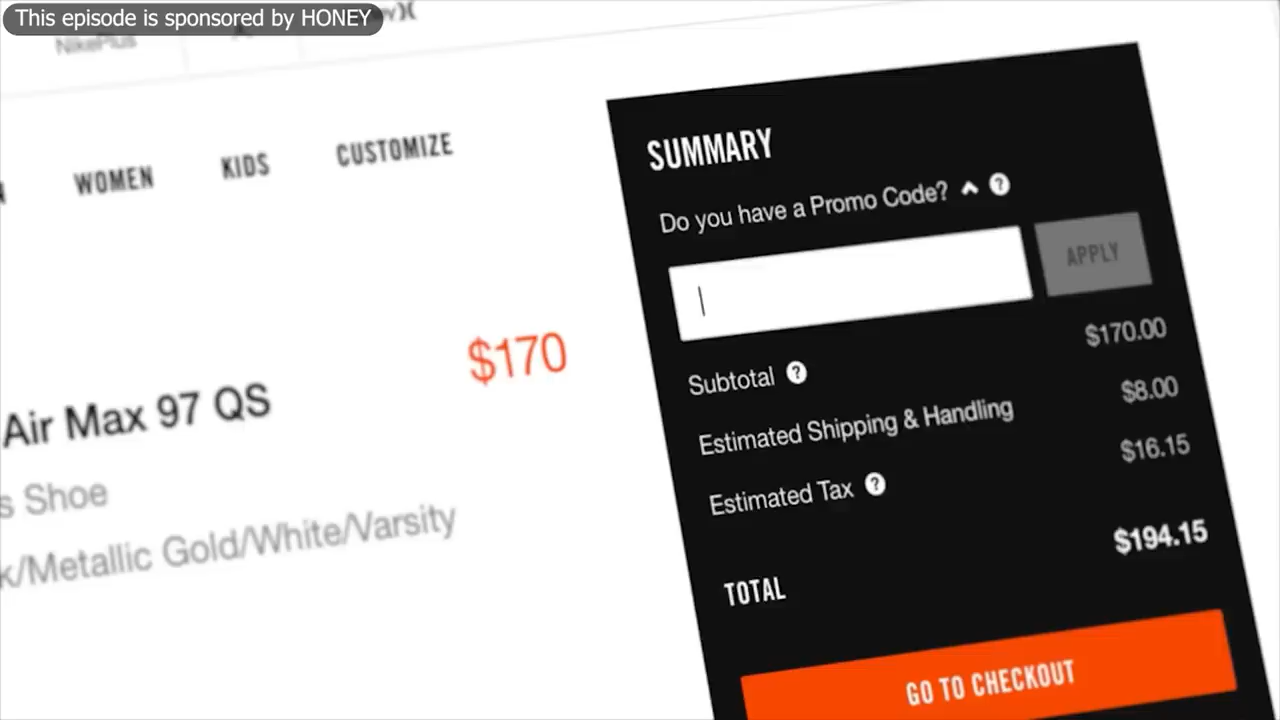 This episode is sponsored by HONEY
NikePlus
WOMEN KIDS CUSTOMIZE
SUMMARY
Do you have a Promo Code?
APPLY
$170
Subtotal $170.00
Estimated Shipping & Handling $8.00
Estimated Tax $16.15
TOTAL $194.15
GO TO CHECKOUT
Air Max 97 QS
s Shoe
k/Metallic Gold/White/Varsity